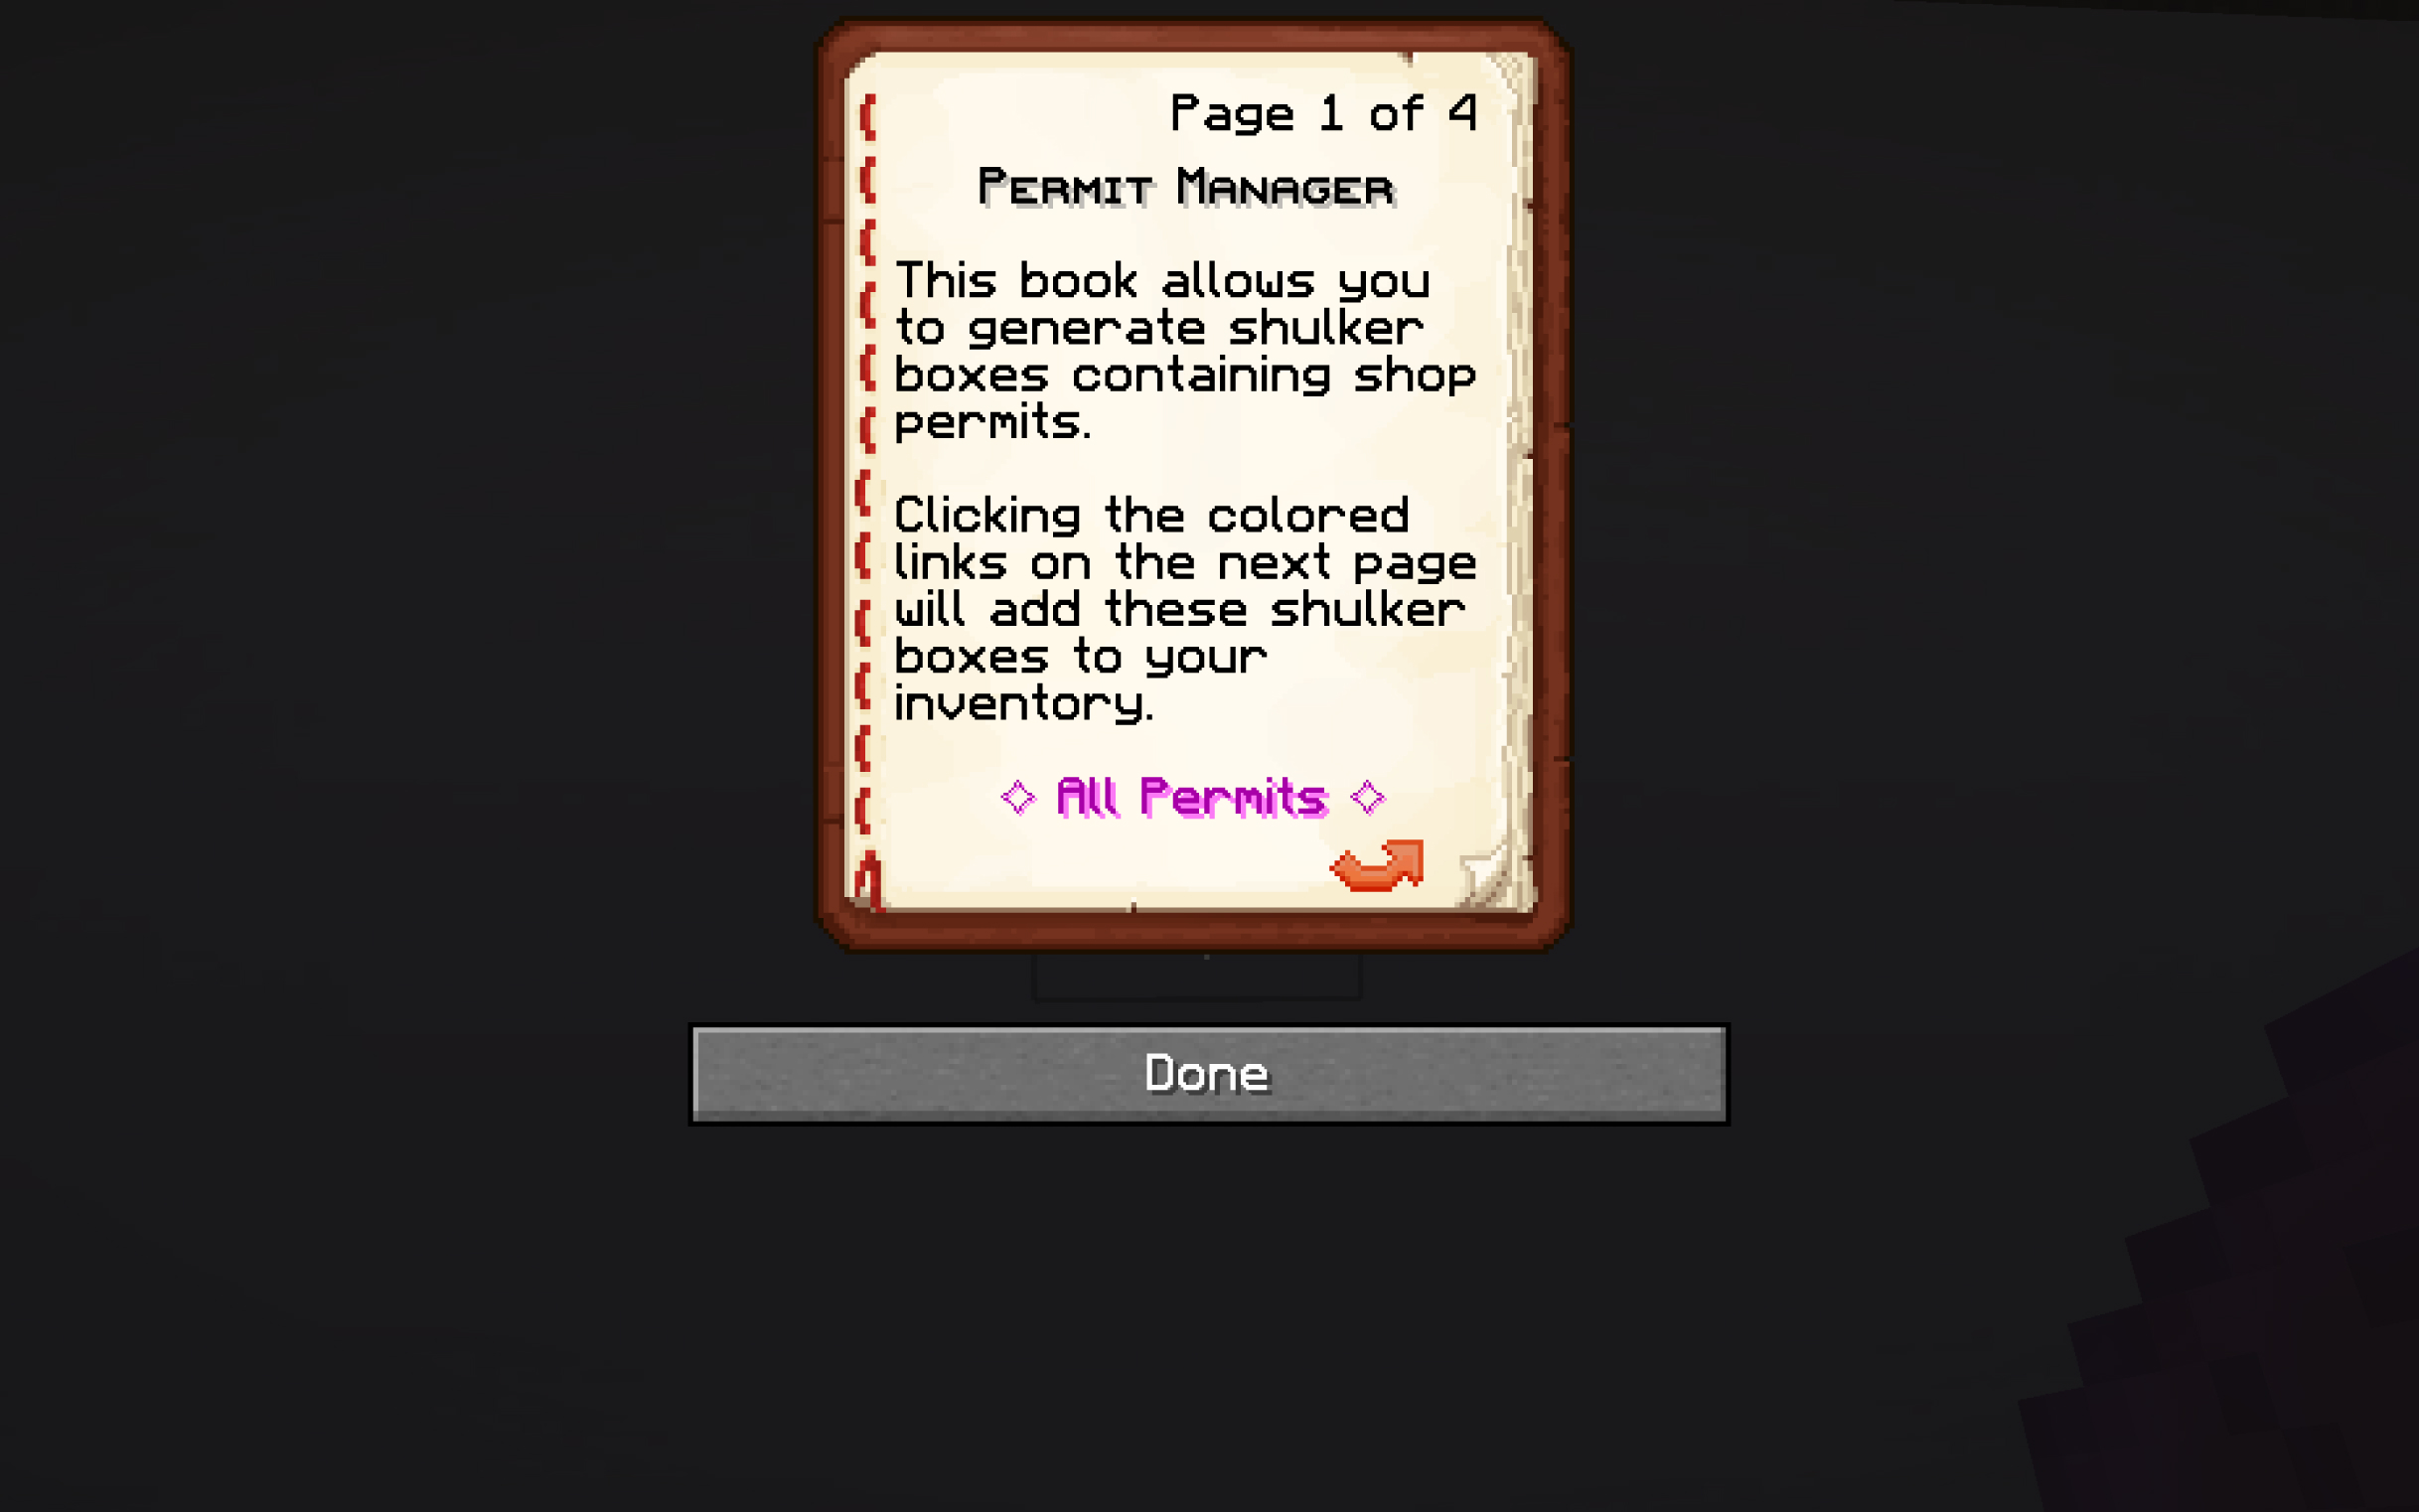 Page 1 of 4
Permit Manager
This book allows you
to generate shulker
boxes containing shop
permits.
Clicking the colored
links on the next page
will add these shulker
boxes to your
inventory.
✧ All Permits ✧
Done